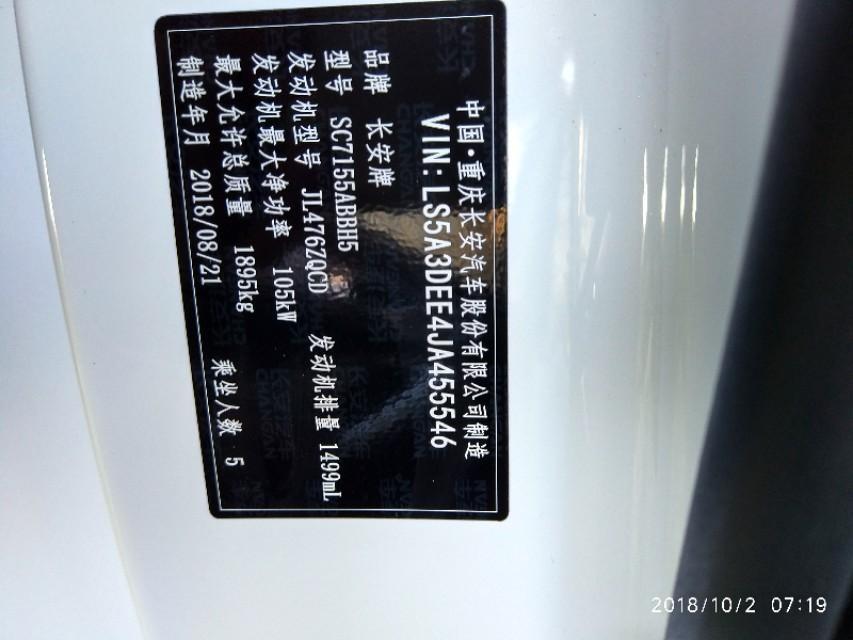 中国·重庆长安汽车股份有限公司制造
VIN:LS5A3DEE4JA455546
品牌 长安牌
型号 SC7155ABBH5
发动机型号 JL476ZQCD 发动机排量 1499mL
发动机最大净功率 105kW
最大允许总质量 1895kg
制造年月 2018/08/21 乘坐人数 5
2018/10/2 07:19